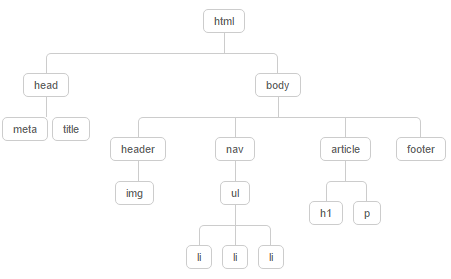 html
head body
meta title
header nav article footer
img ul
h1 p
li li li